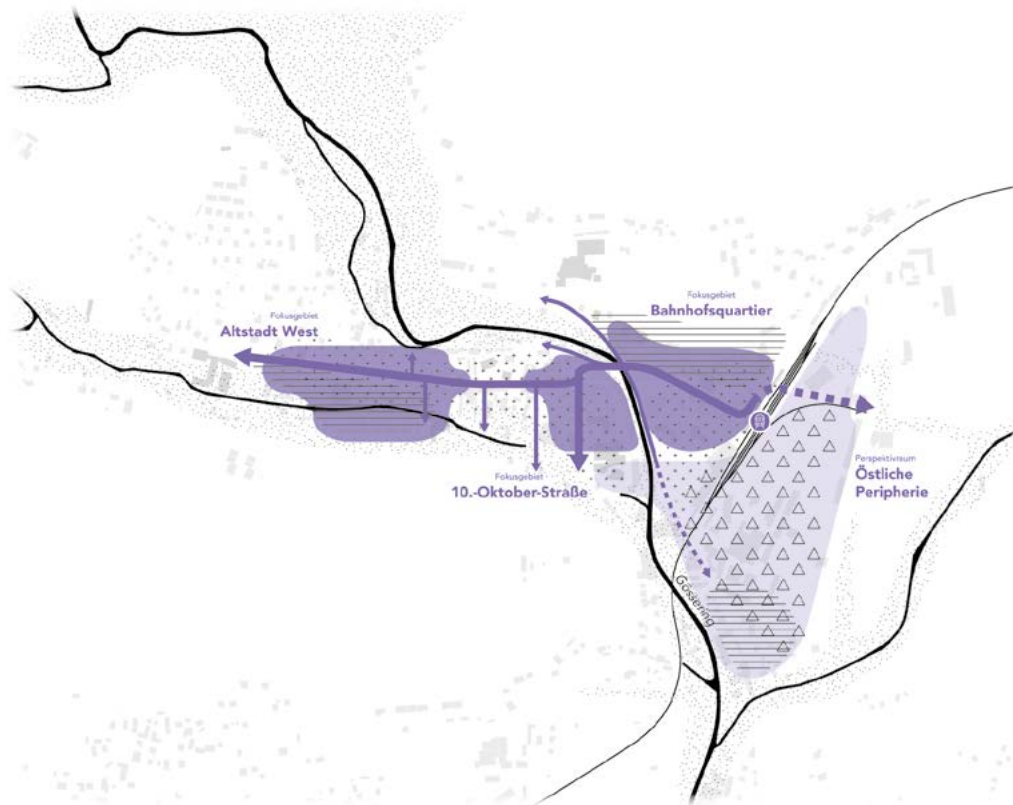 Fokusgebiet
Bahnhofsquartier
Fokusgebiet
Altstadt West
Perspektivraum
Östliche
Peripherie
Fokusgebiet
10.-Oktober-Straße
Gössering